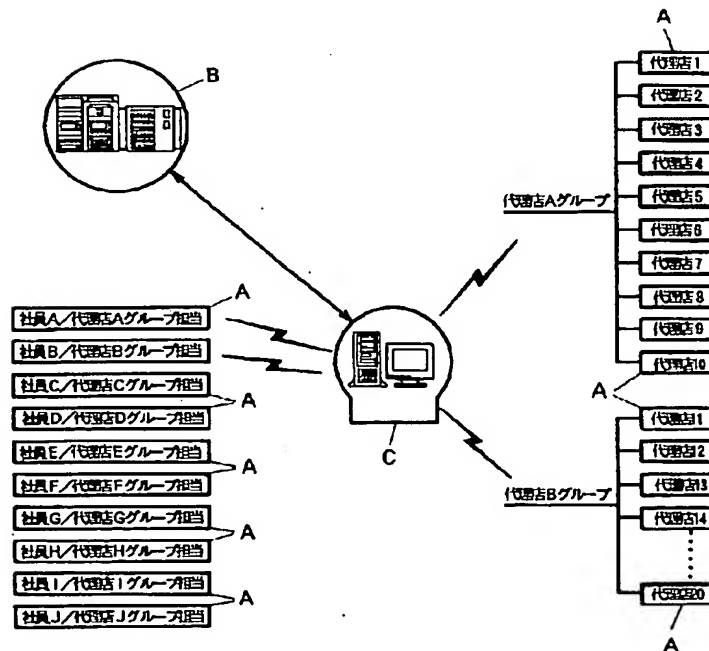 A
代理店1
B
代理店2
代理店3
代理店4
代理店Aグループ
代理店5
代理店6
代理店7
代理店8
代理店9
代理店10
A
A
社員A/代理店Aグループ担当
社員B/代理店Bグループ担当
社員C/代理店Cグループ担当
A
社員D/代理店Dグループ担当
社員E/代理店Eグループ担当
A
社員F/代理店Fグループ担当
社員G/代理店Gグループ担当
A
社員H/代理店Hグループ担当
社員I/代理店Iグループ担当
A
社員J/代理店Jグループ担当
C
代理店11
代理店12
代理店Bグループ
代理店13
代理店14
代理店20
A